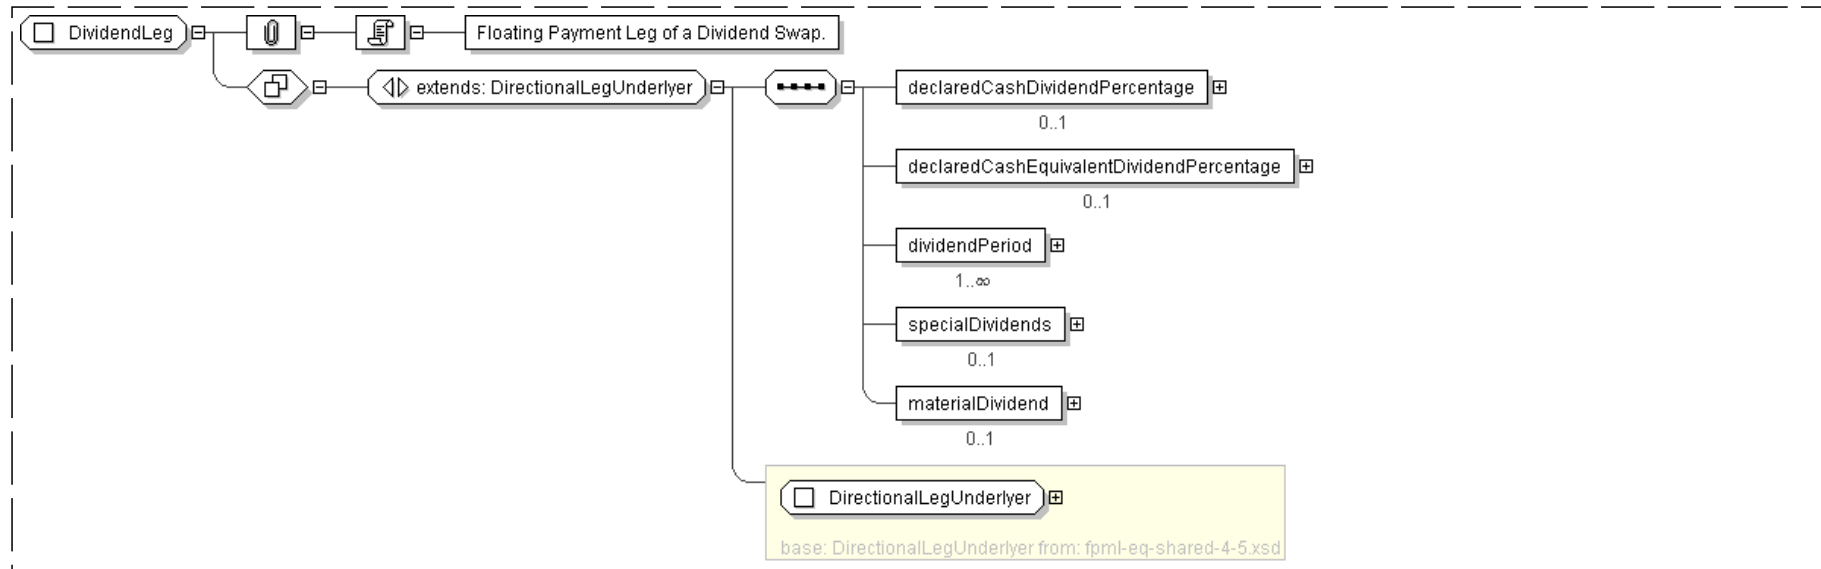 DividendLeg
Floating Payment Leg of a Dividend Swap.
extends: DirectionalLegUnderlyer
declaredCashDividendPercentage
0..1
declaredCashEquivalentDividendPercentage
0..1
dividendPeriod
1..∞
specialDividends
0..1
materialDividend
0..1
DirectionalLegUnderlyer
base: DirectionalLegUnderlyer from: fpml-eq-shared-4-5.xsd